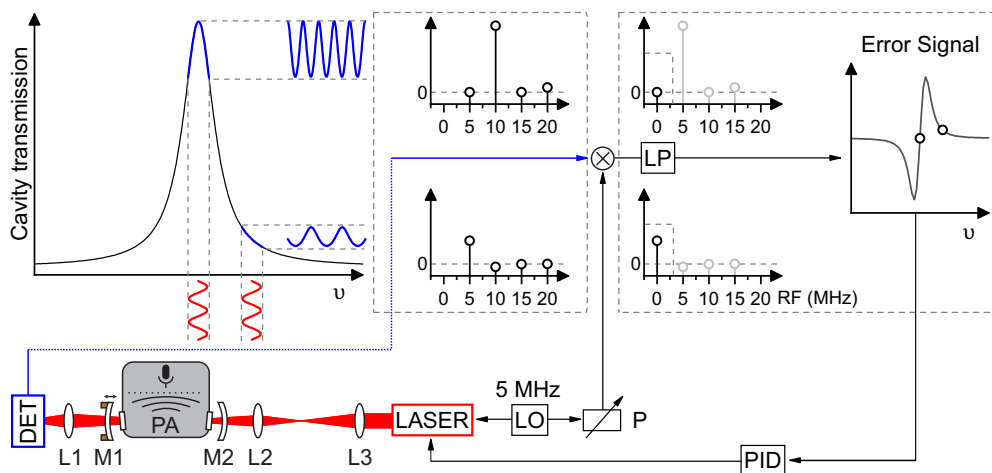 Cavity transmission
υ
0
0 5 10 15 20
0
0 5 10 15 20
0
0 5 10 15 20
0
0 5 10 15 20 RF (MHz)
LP
Error Signal
υ
DET
L1
M1
PA
M2
L2
L3
LASER
5 MHz
LO
P
PID